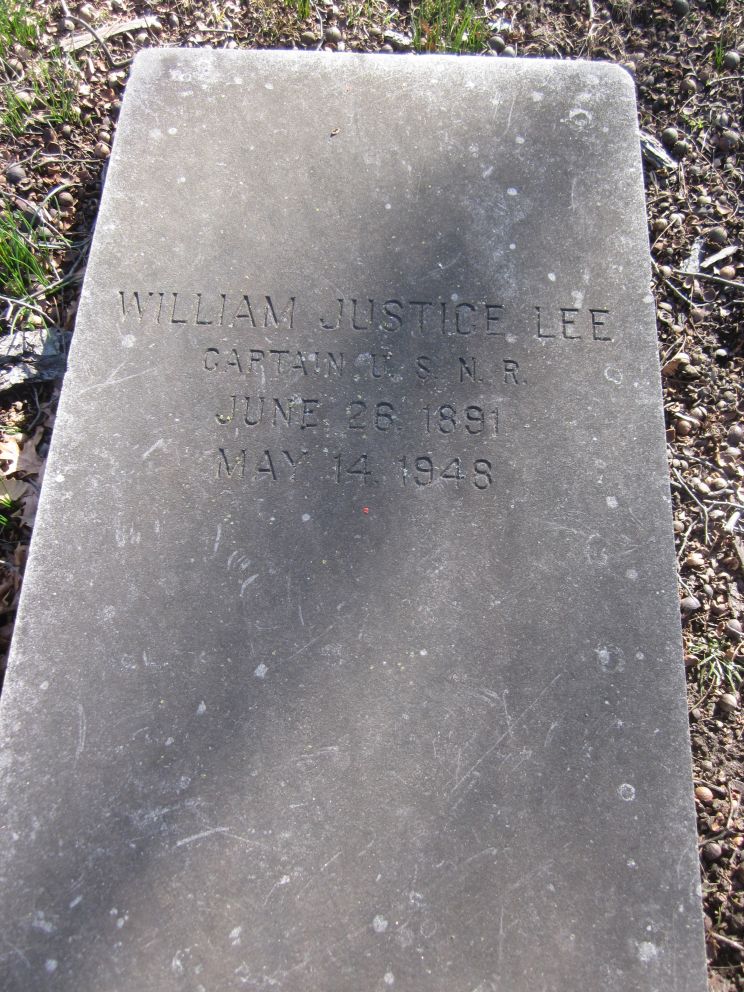 WILLIAM JUSTICE LEE
CAPTAIN U. S. N. R.
JUNE 26, 1891
MAY 14, 1948